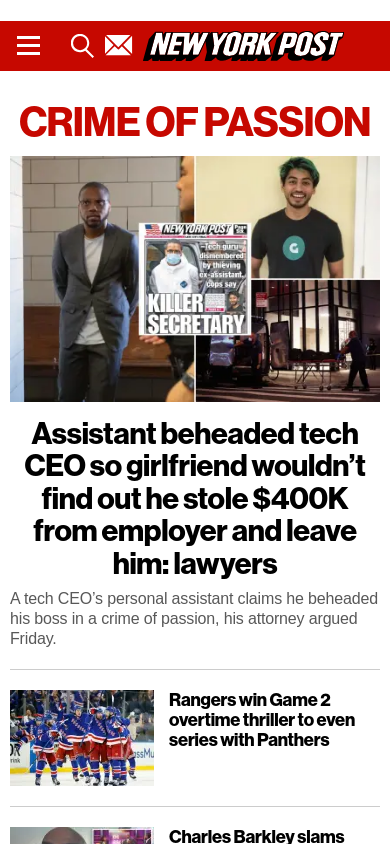 NEW YORK POST
CRIME OF PASSION
G
NEW YORK POST
Tech guru
dismembered
by thieving
ex-assistant,
cops say
KILLER
SECRETARY
Assistant beheaded tech
CEO so girlfriend wouldn’t
find out he stole $400K
from employer and leave
him: lawyers
A tech CEO’s personal assistant claims he beheaded
his boss in a crime of passion, his attorney argued
Friday.
Rangers win Game 2
overtime thriller to even
series with Panthers
Charles Barkley slams